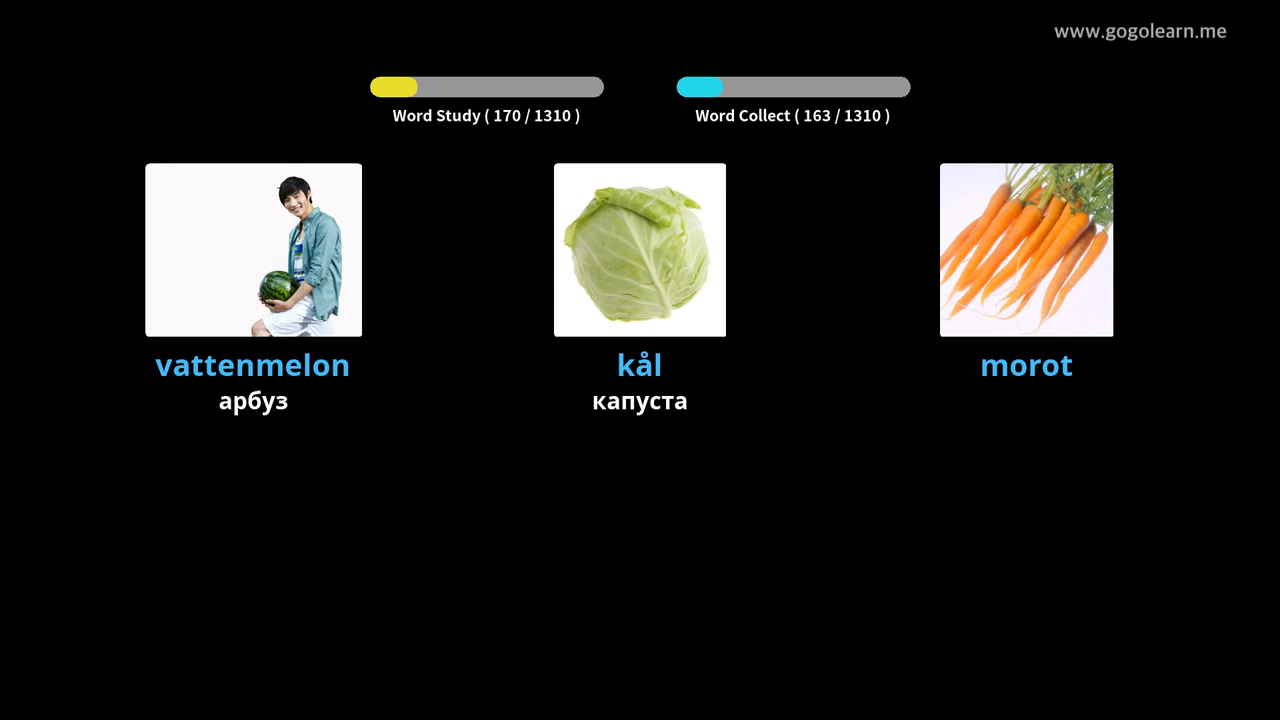 www.gogolearn.me
Word Study ( 170 / 1310 )
Word Collect ( 163 / 1310 )
vattenmelon
арбуз
kål
капуста
morot